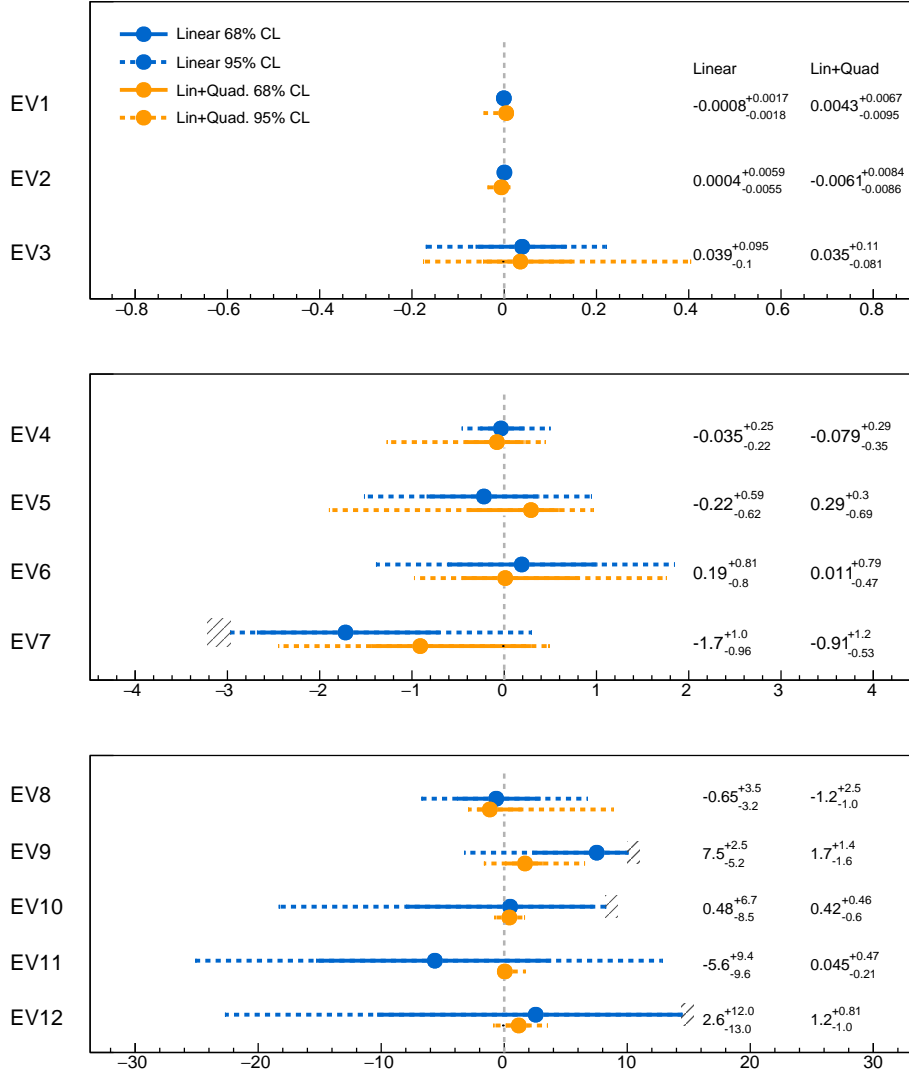 Linear 68% CL
Linear 95% CL
Lin+Quad. 68% CL
Lin+Quad. 95% CL
Linear Lin+Quad
EV1 -0.0008 +0.0017 -0.0018 0.0043 +0.0067 -0.0095
EV2 0.0004 +0.0059 -0.0055 -0.0061 +0.0084 -0.0086
EV3 0.039 +0.095 -0.1 0.035 +0.11 -0.081
−0.8 −0.6 −0.4 −0.2 0 0.2 0.4 0.6 0.8
EV4 -0.035 +0.25 -0.22 -0.079 +0.29 -0.35
EV5 -0.22 +0.59 -0.62 0.29 +0.3 -0.69
EV6 0.19 +0.81 -0.8 0.011 +0.79 -0.47
EV7 -1.7 +1.0 -0.96 -0.91 +1.2 -0.53
−4 −3 −2 −1 0 1 2 3 4
EV8 -0.65 +3.5 -3.2 -1.2 +2.5 -1.0
EV9 7.5 +2.5 -5.2 1.7 +1.4 -1.6
EV10 0.48 +6.7 -8.5 0.42 +0.46 -0.6
EV11 -5.6 +9.4 -9.6 0.045 +0.47 -0.21
EV12 2.6 +12.0 -13.0 1.2 +0.81 -1.0
−30 −20 −10 0 10 20 30